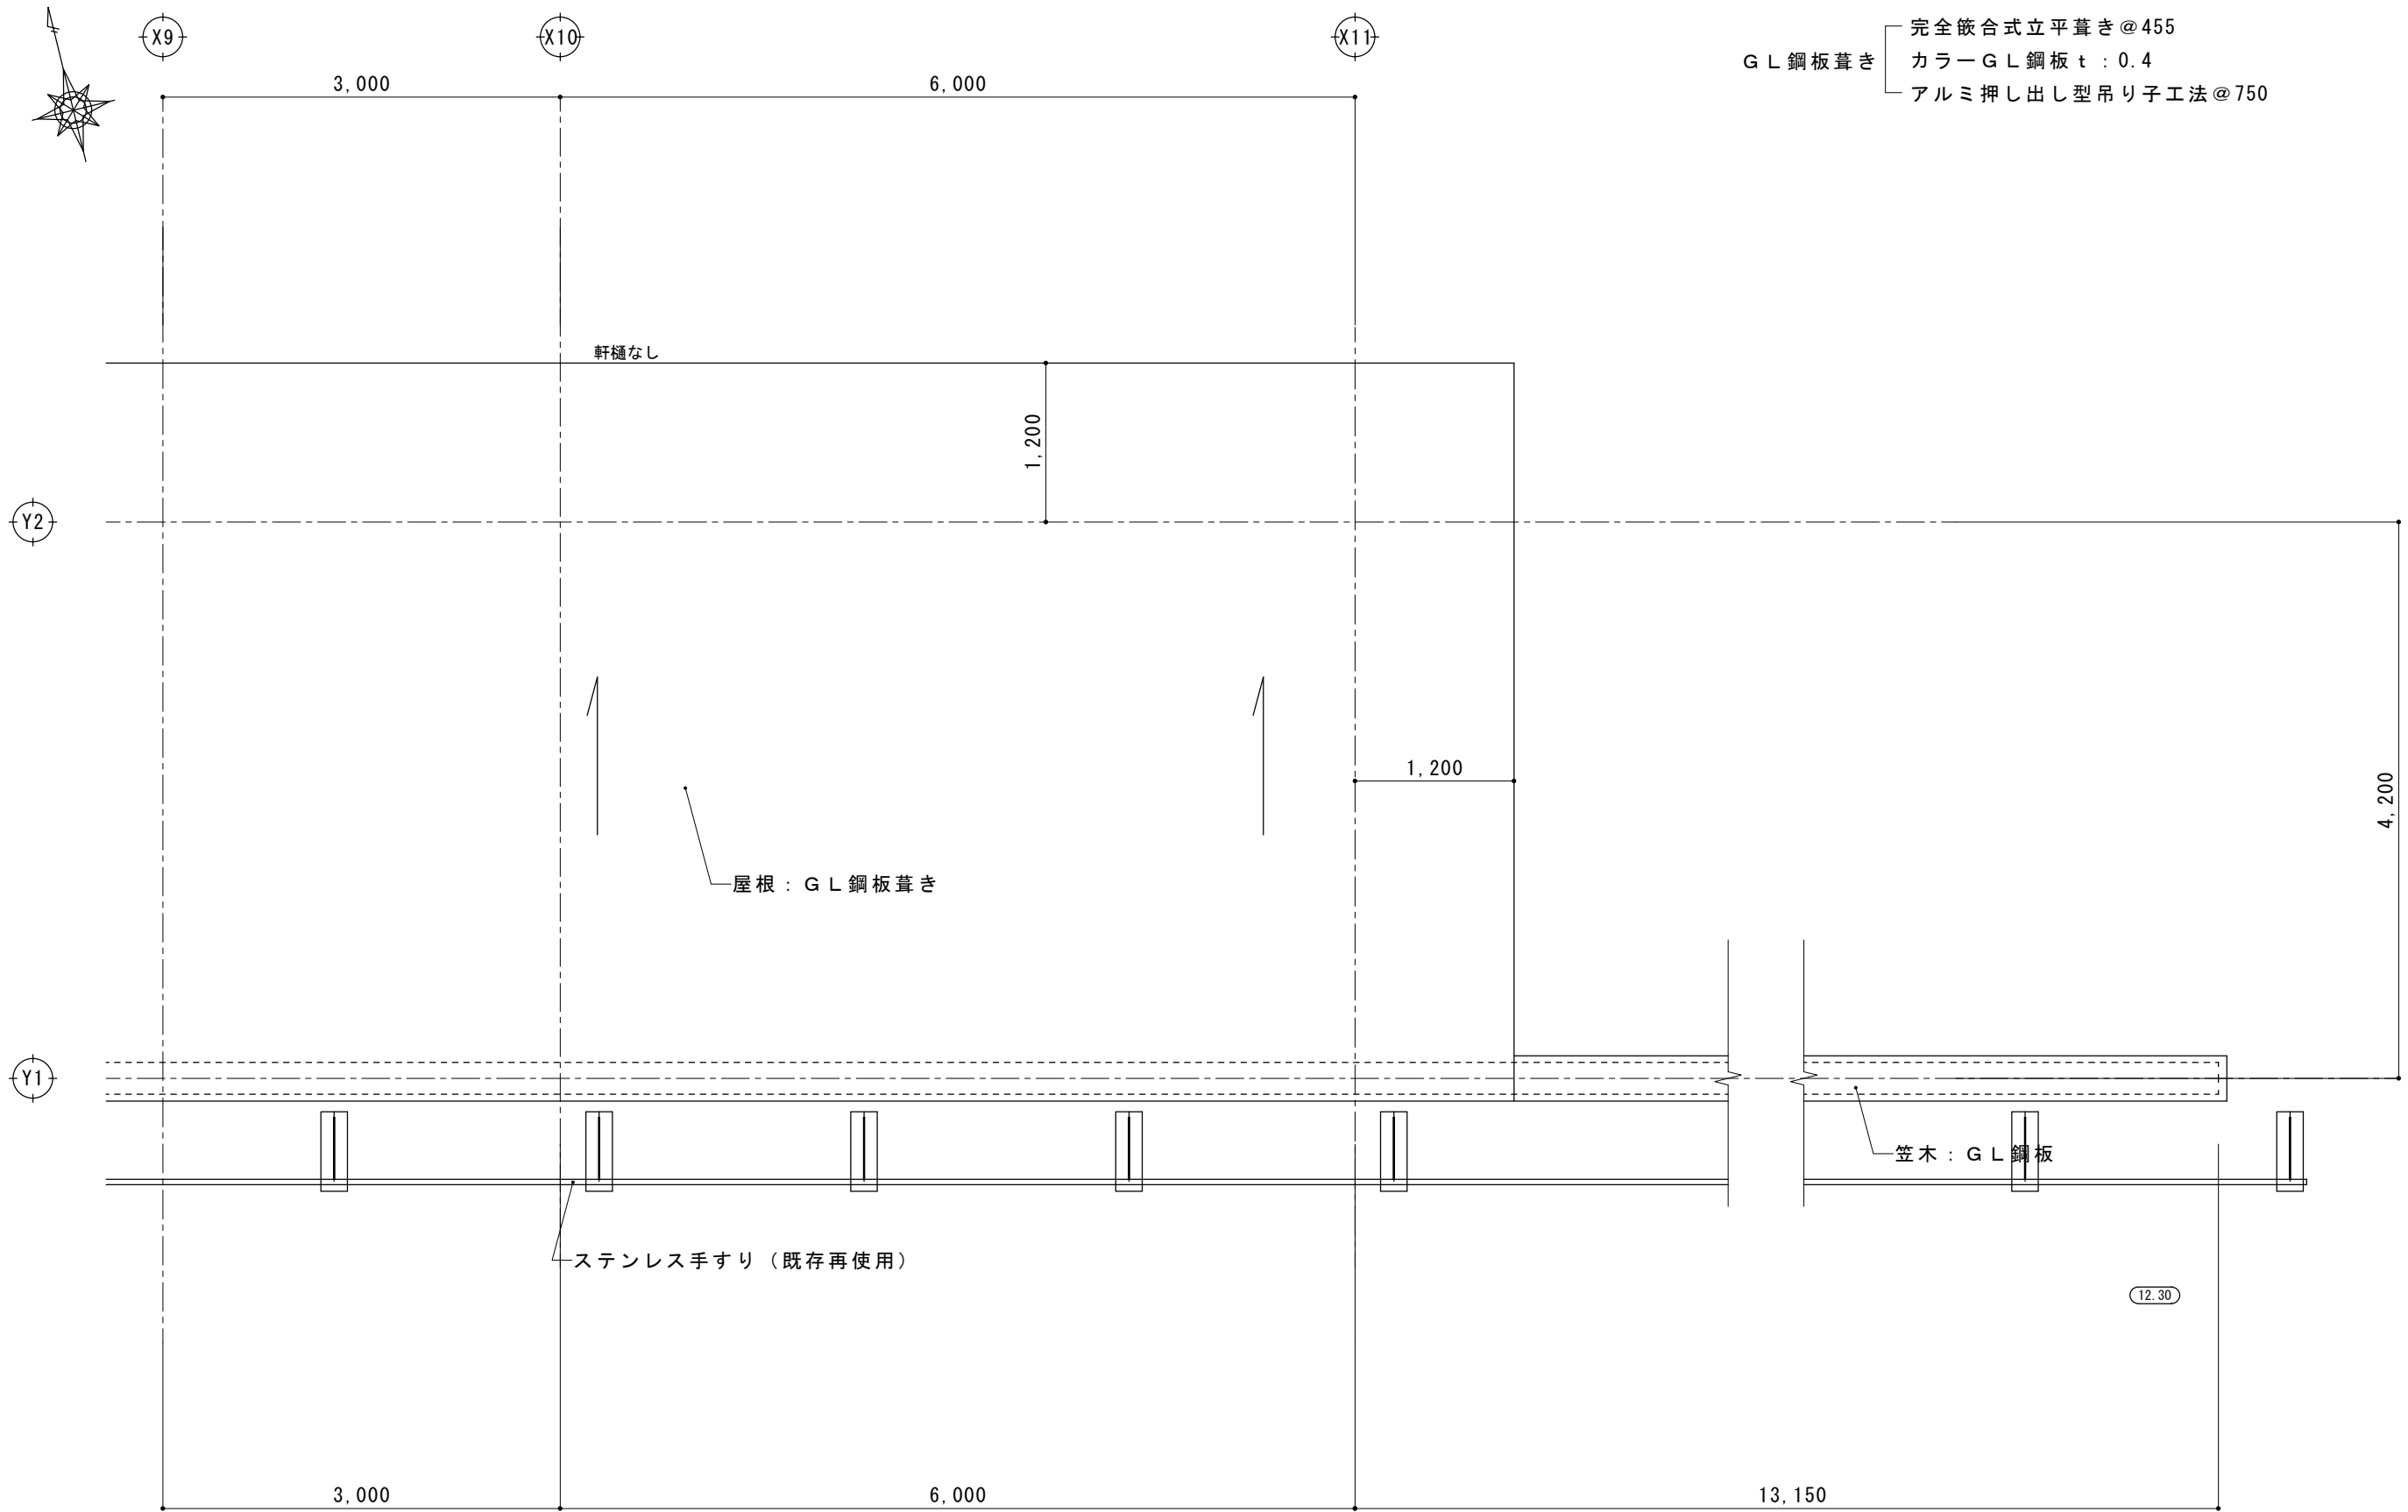 X9
X10
X11
3,000
6,000
完全篏合式立平葺き@455
GL鋼板葺き
カラーGL鋼板t:0.4
アルミ押し出し型吊り子工法@750
軒樋なし
1,200
Y2
1,200
4,200
屋根:GL鋼板葺き
Y1
笠木:GL鋼板
ステンレス手すり(既存再使用)
12.30
3,000
6,000
13,150